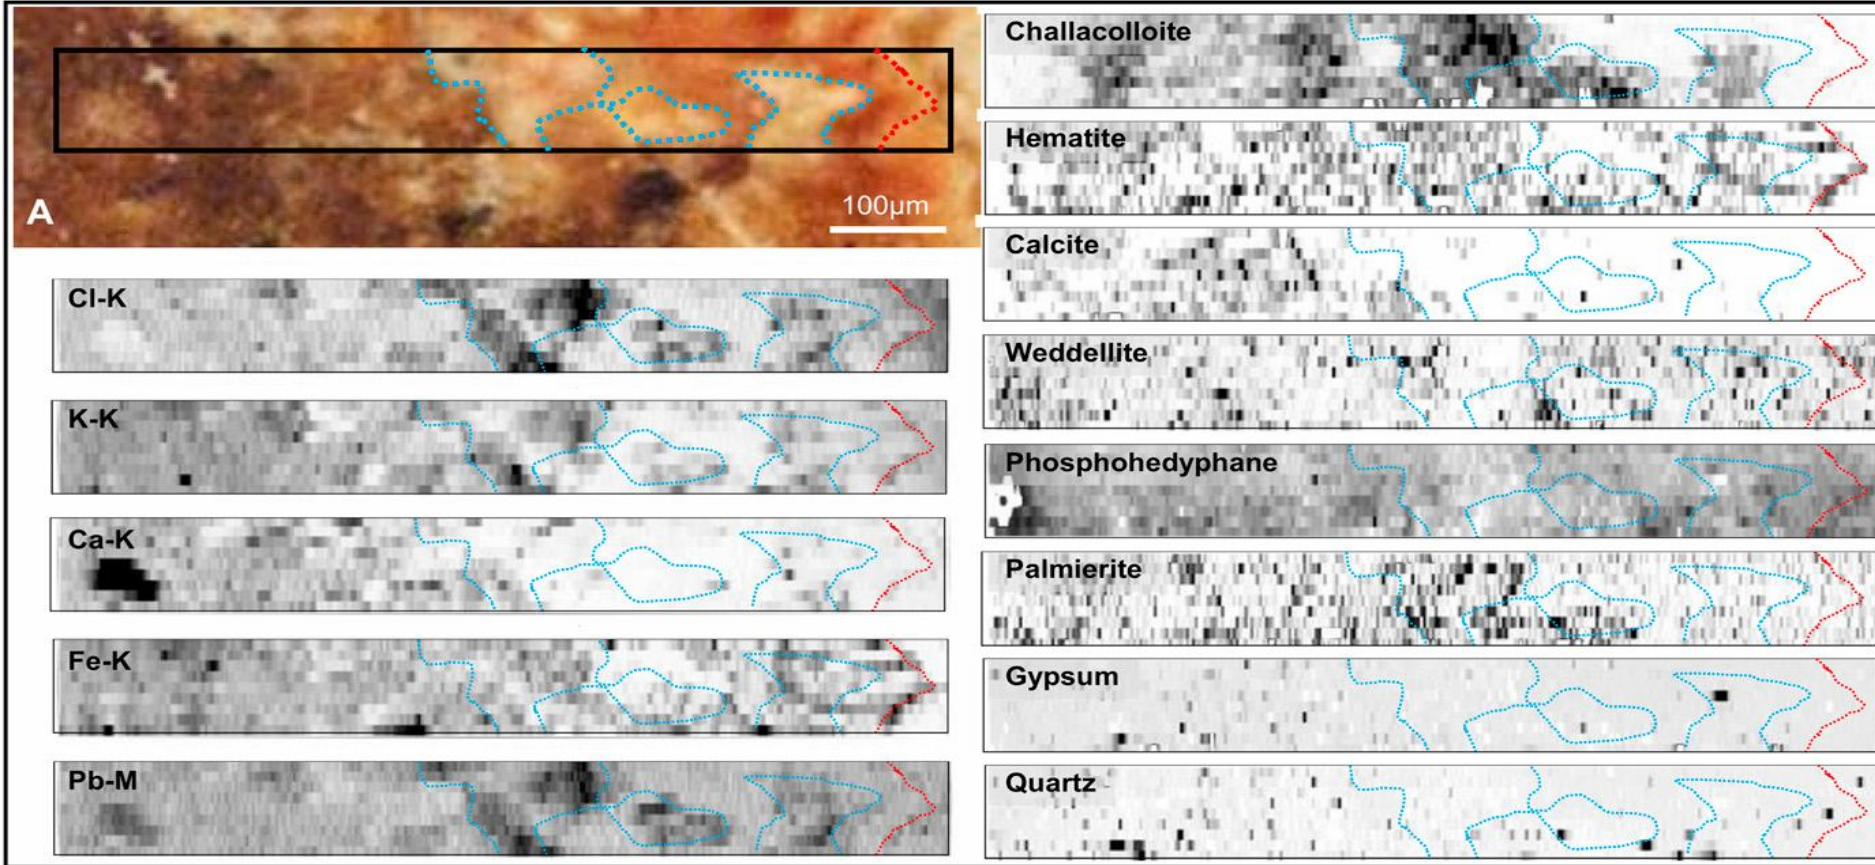 A
100µm
Cl-K
K-K
Ca-K
Fe-K
Pb-M
Challacolloite
Hematite
Calcite
Weddellite
Phosphohedyphane
Palmierite
Gypsum
Quartz